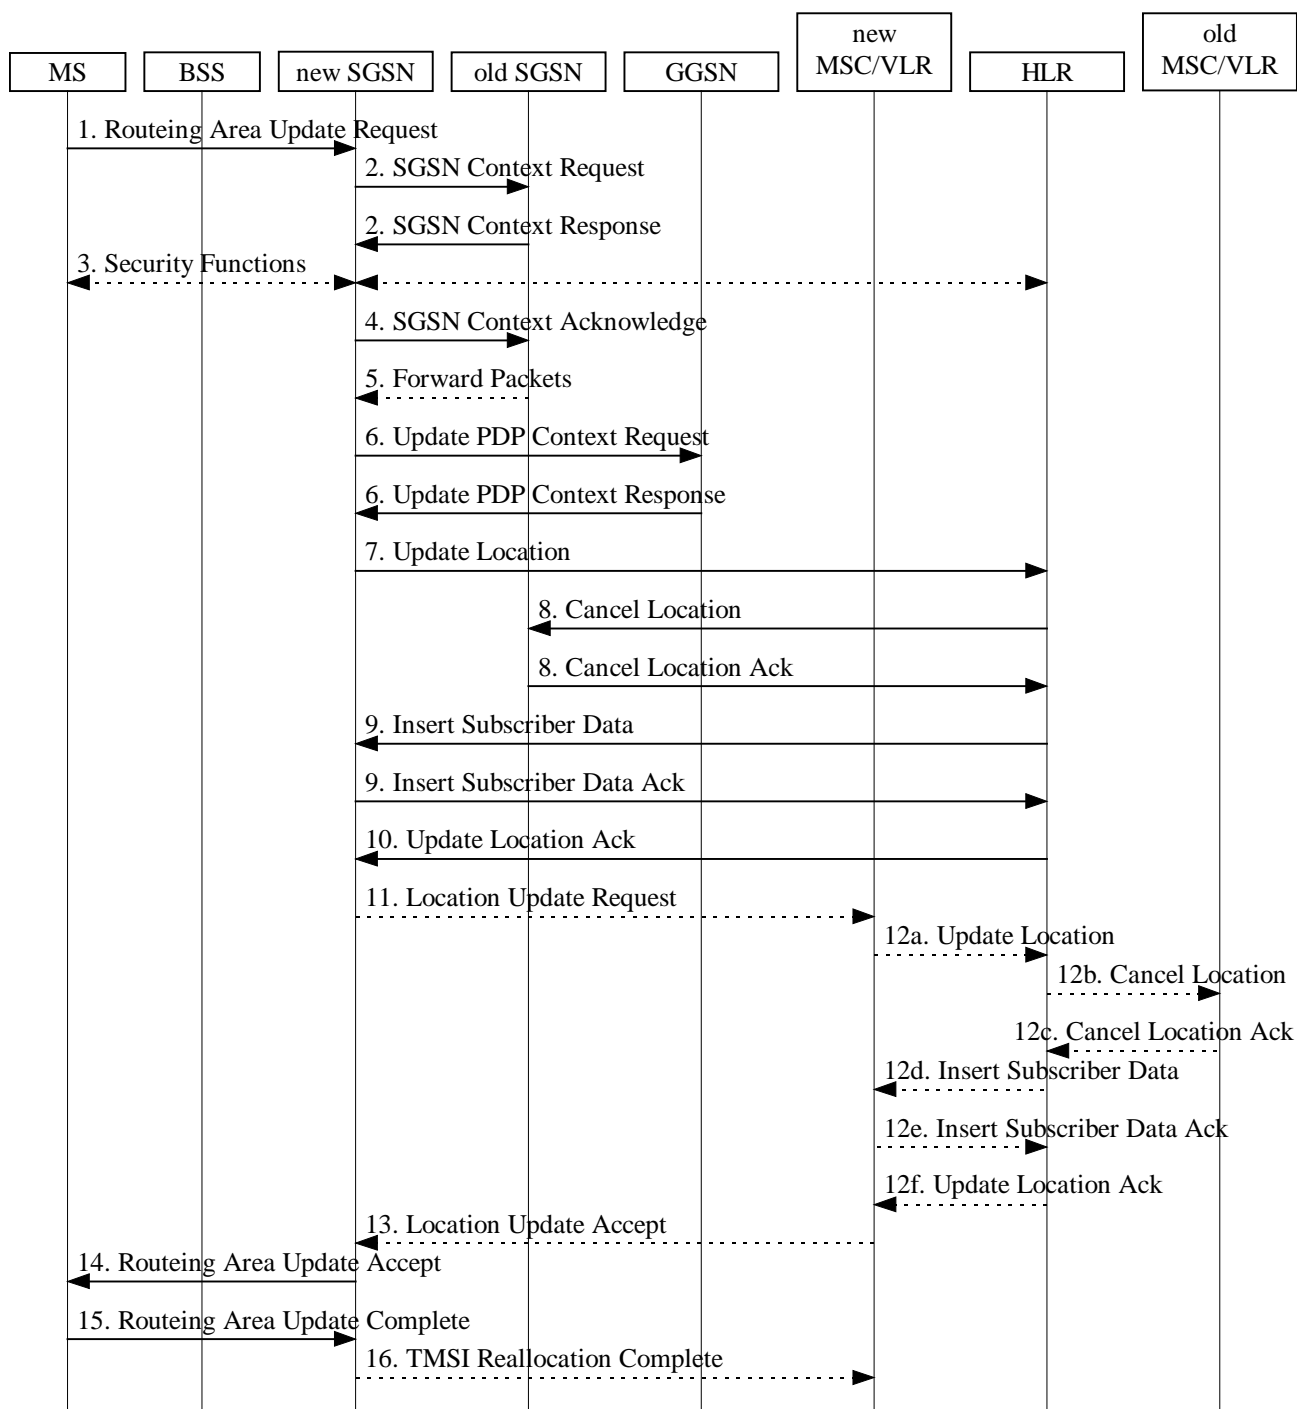 new
old
MS
BSS
new SGSN
old SGSN
GGSN
MSC/VLR
HLR
MSC/VLR
1. Routeing Area Update Request
2. SGSN Context Request
2. SGSN Context Response
3. Security Functions
4. SGSN Context Acknowledge
5. Forward Packets
6. Update PDP Context Request
6. Update PDP Context Response
7. Update Location
8. Cancel Location
8. Cancel Location Ack
9. Insert Subscriber Data
9. Insert Subscriber Data Ack
10. Update Location Ack
11. Location Update Request
12a. Update Location
12b. Cancel Location
12c. Cancel Location Ack
12d. Insert Subscriber Data
12e. Insert Subscriber Data Ack
12f. Update Location Ack
13. Location Update Accept
14. Routeing Area Update Accept
15. Routeing Area Update Complete
16. TMSI Reallocation Complete